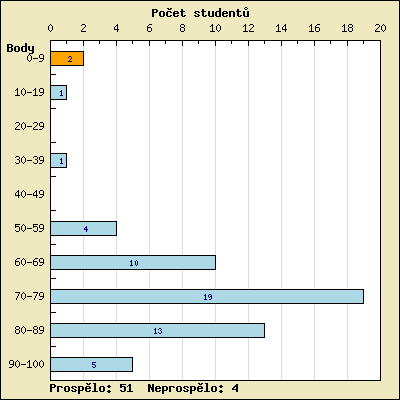 Počet studentů
0 2 4 6 8 10 12 14 16 18 20
Body
0-9 2
10-19 1
20-29
30-39 1
40-49
50-59 4
60-69 10
70-79 19
80-89 13
90-100 5
Prospělo: 51 Neprospělo: 4